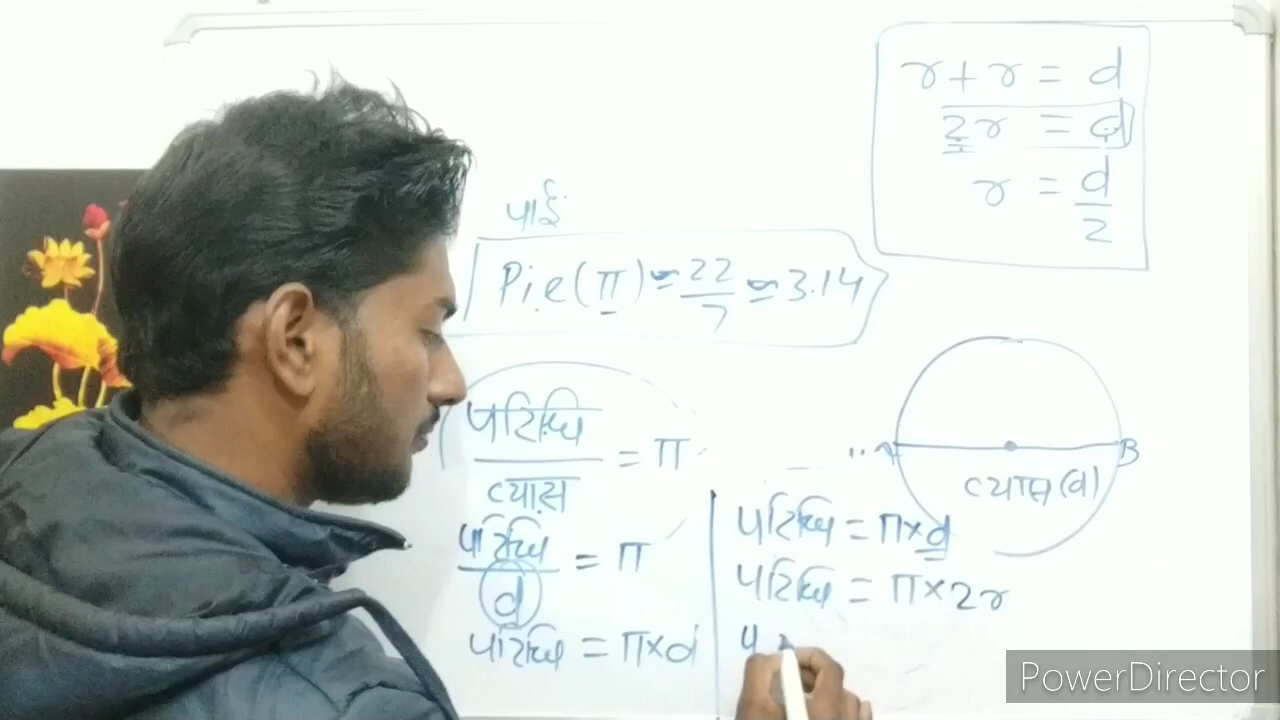 r + r = d
2r = d
r = d/2
पाई
Pie (π) ≈ 22/7 ≈ 3.14
परिधि/व्यास = π
परिधि/d = π
परिधि = π×d
A B
व्यास (d)
परिधि = π×d
परिधि = π×2r
प
PowerDirector